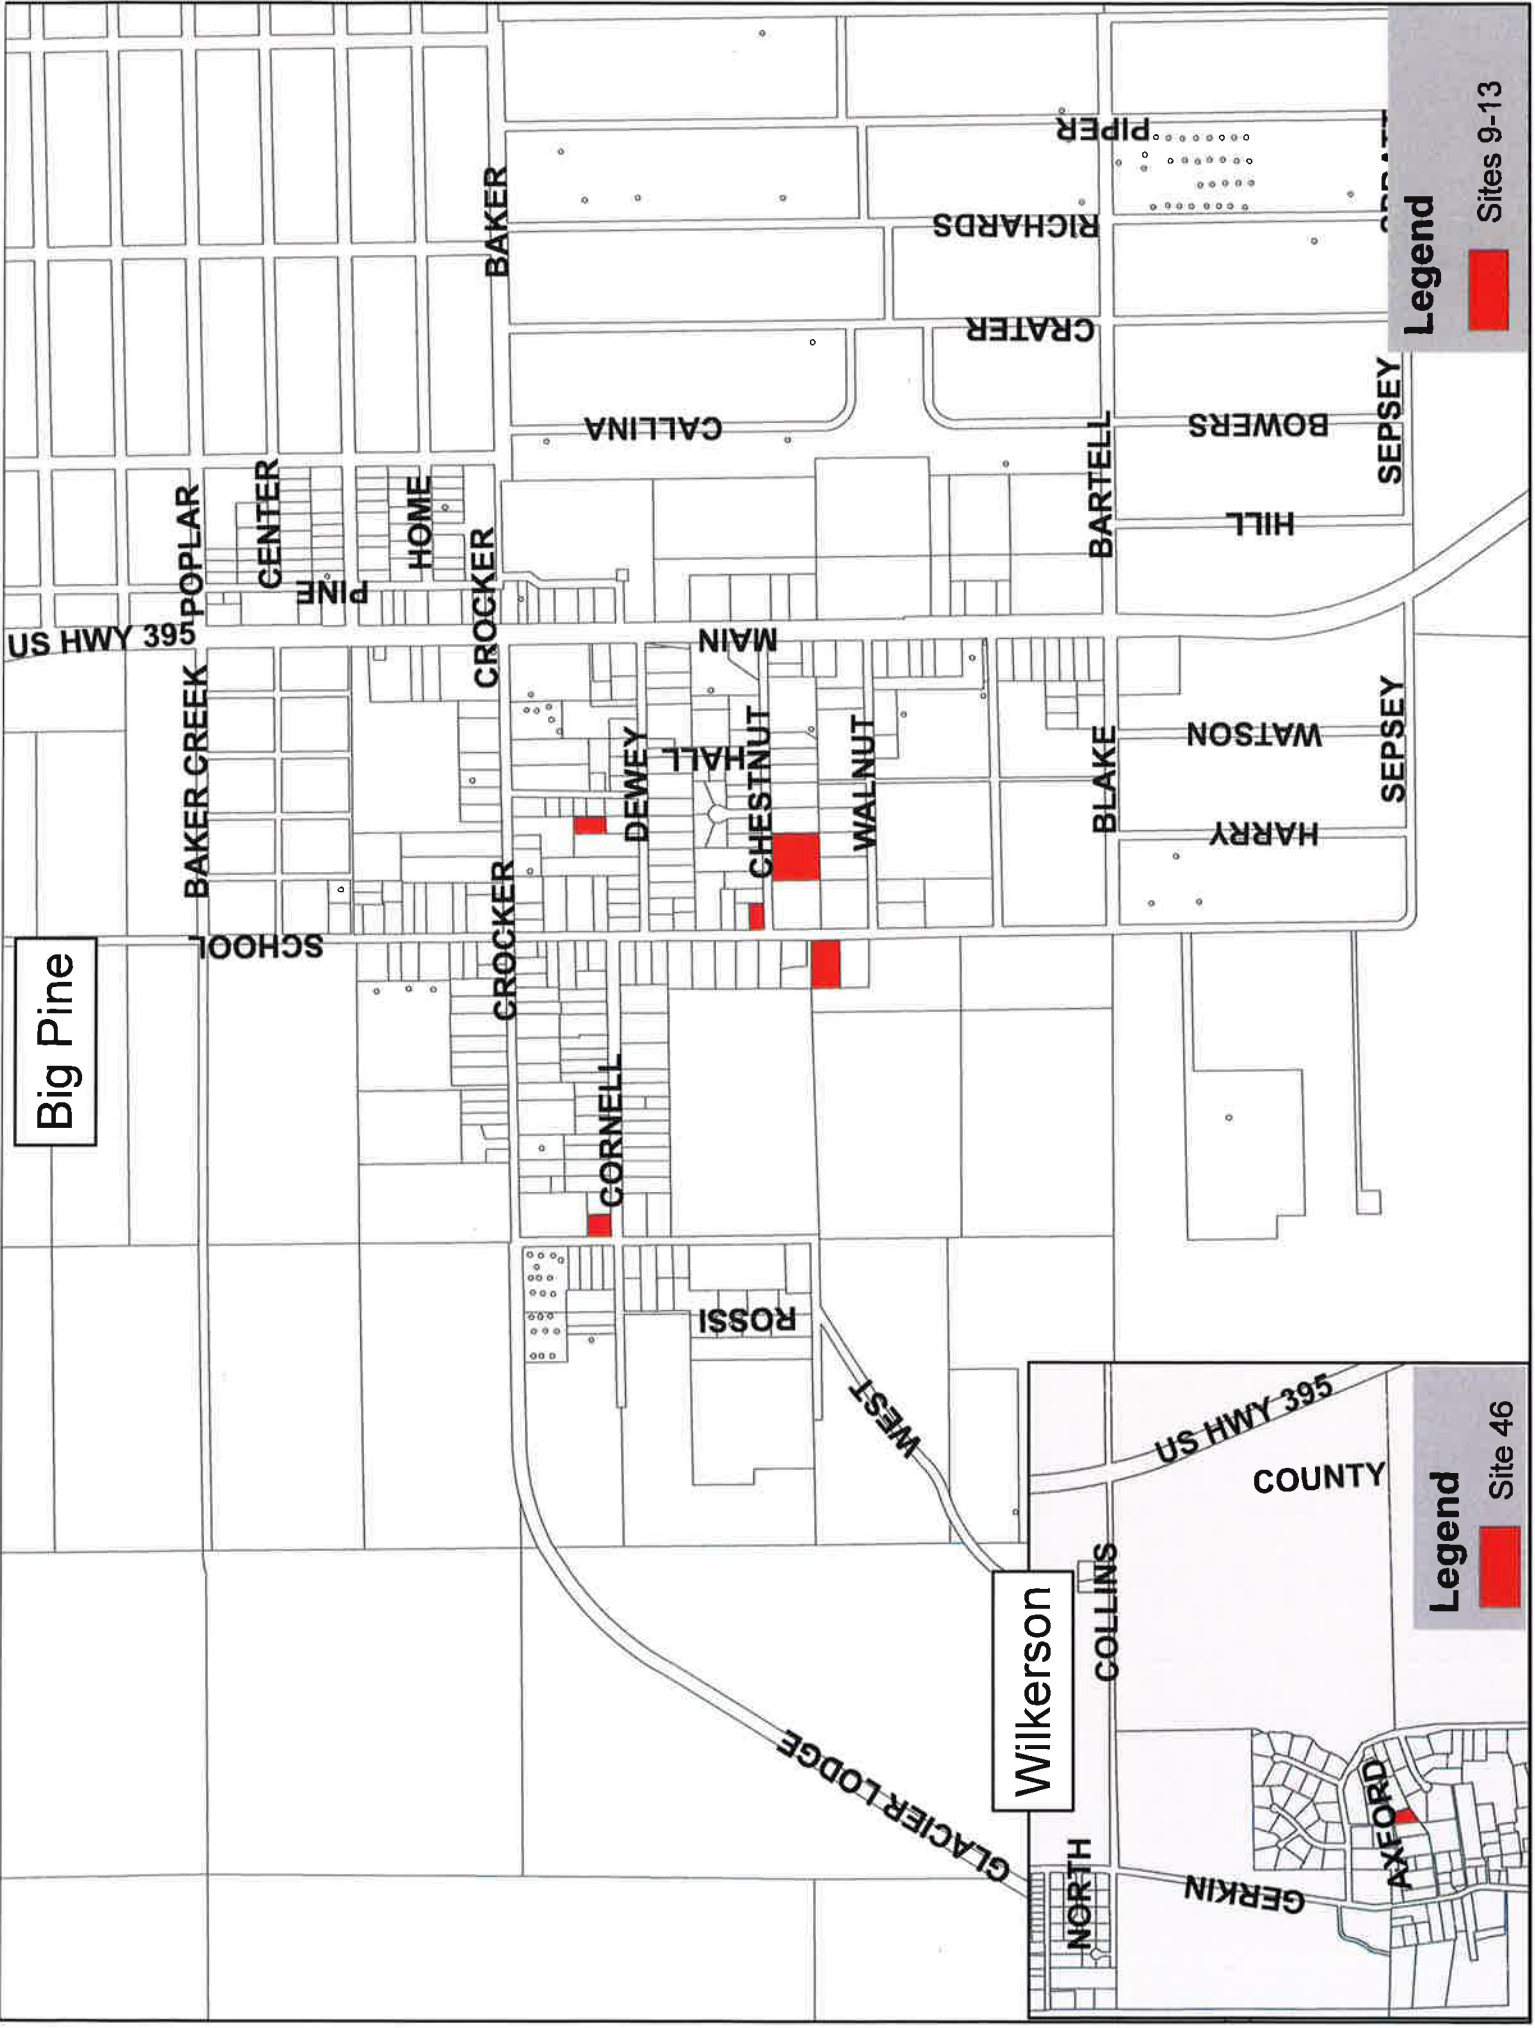 Big Pine
US HWY 395
POPLAR
CENTER
PINE
HOME
BAKER
CROCKER
BAKER CREEK
SCHOOL
CROCKER
MAIN
DEWEY
HALL
CHESTNUT
WALNUT
CORNELL
ROSSI
WEST
GLACIER LODGE
CALLINA
CRATER
RICHARDS
PIPER
BARTELL
BOWERS
HILL
SEPSEY
BLAKE
WATSON
HARRY
SEPSEY
Legend
Sites 9-13
Wilkerson
NORTH
COLLINS
US HWY 395
COUNTY
GERKIN
AXFORD
Legend
Site 46